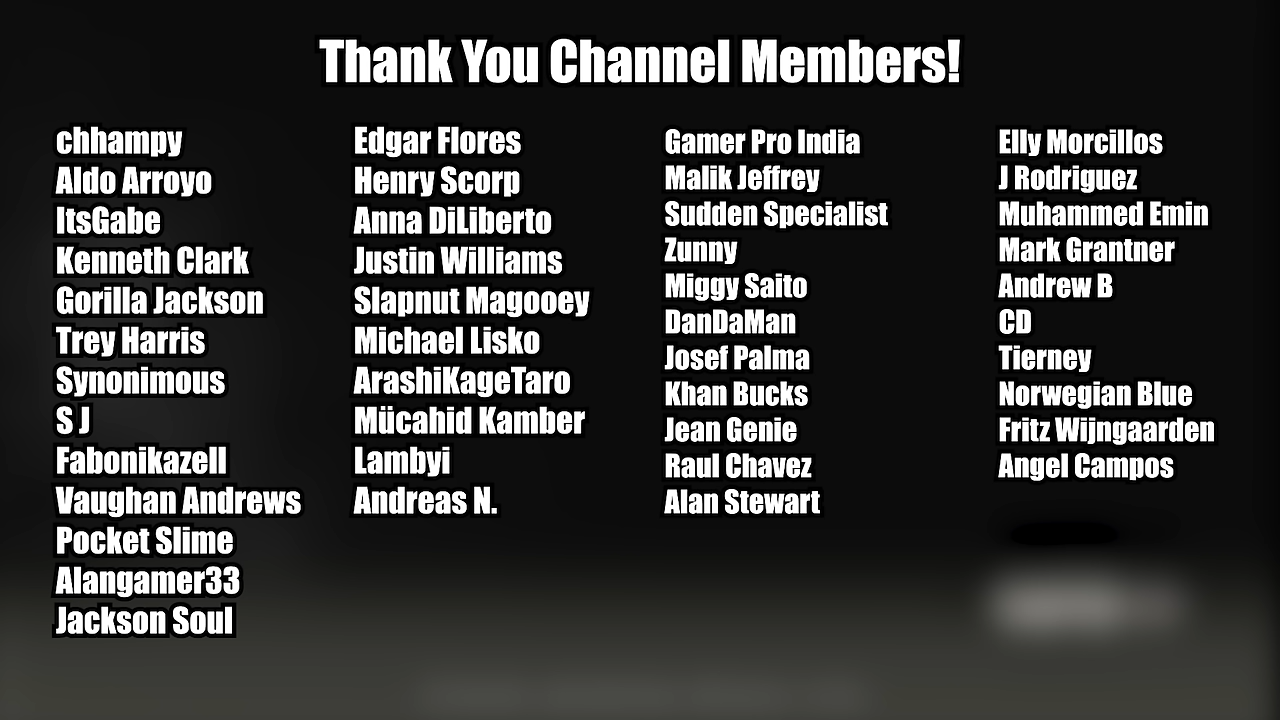 Thank You Channel Members!
chhampy
Aldo Arroyo
ItsGabe
Kenneth Clark
Gorilla Jackson
Trey Harris
Synonimous
S J
Fabonikazell
Vaughan Andrews
Pocket Slime
Alangamer33
Jackson Soul
Edgar Flores
Henry Scorp
Anna DiLiberto
Justin Williams
Slapnut Magooey
Michael Lisko
ArashiKageTaro
Mücahid Kamber
Lambyi
Andreas N.
Gamer Pro India
Malik Jeffrey
Sudden Specialist
Zunny
Miggy Saito
DanDaMan
Josef Palma
Khan Bucks
Jean Genie
Raul Chavez
Alan Stewart
Elly Morcillos
J Rodriguez
Muhammed Emin
Mark Grantner
Andrew B
CD
Tierney
Norwegian Blue
Fritz Wijngaarden
Angel Campos